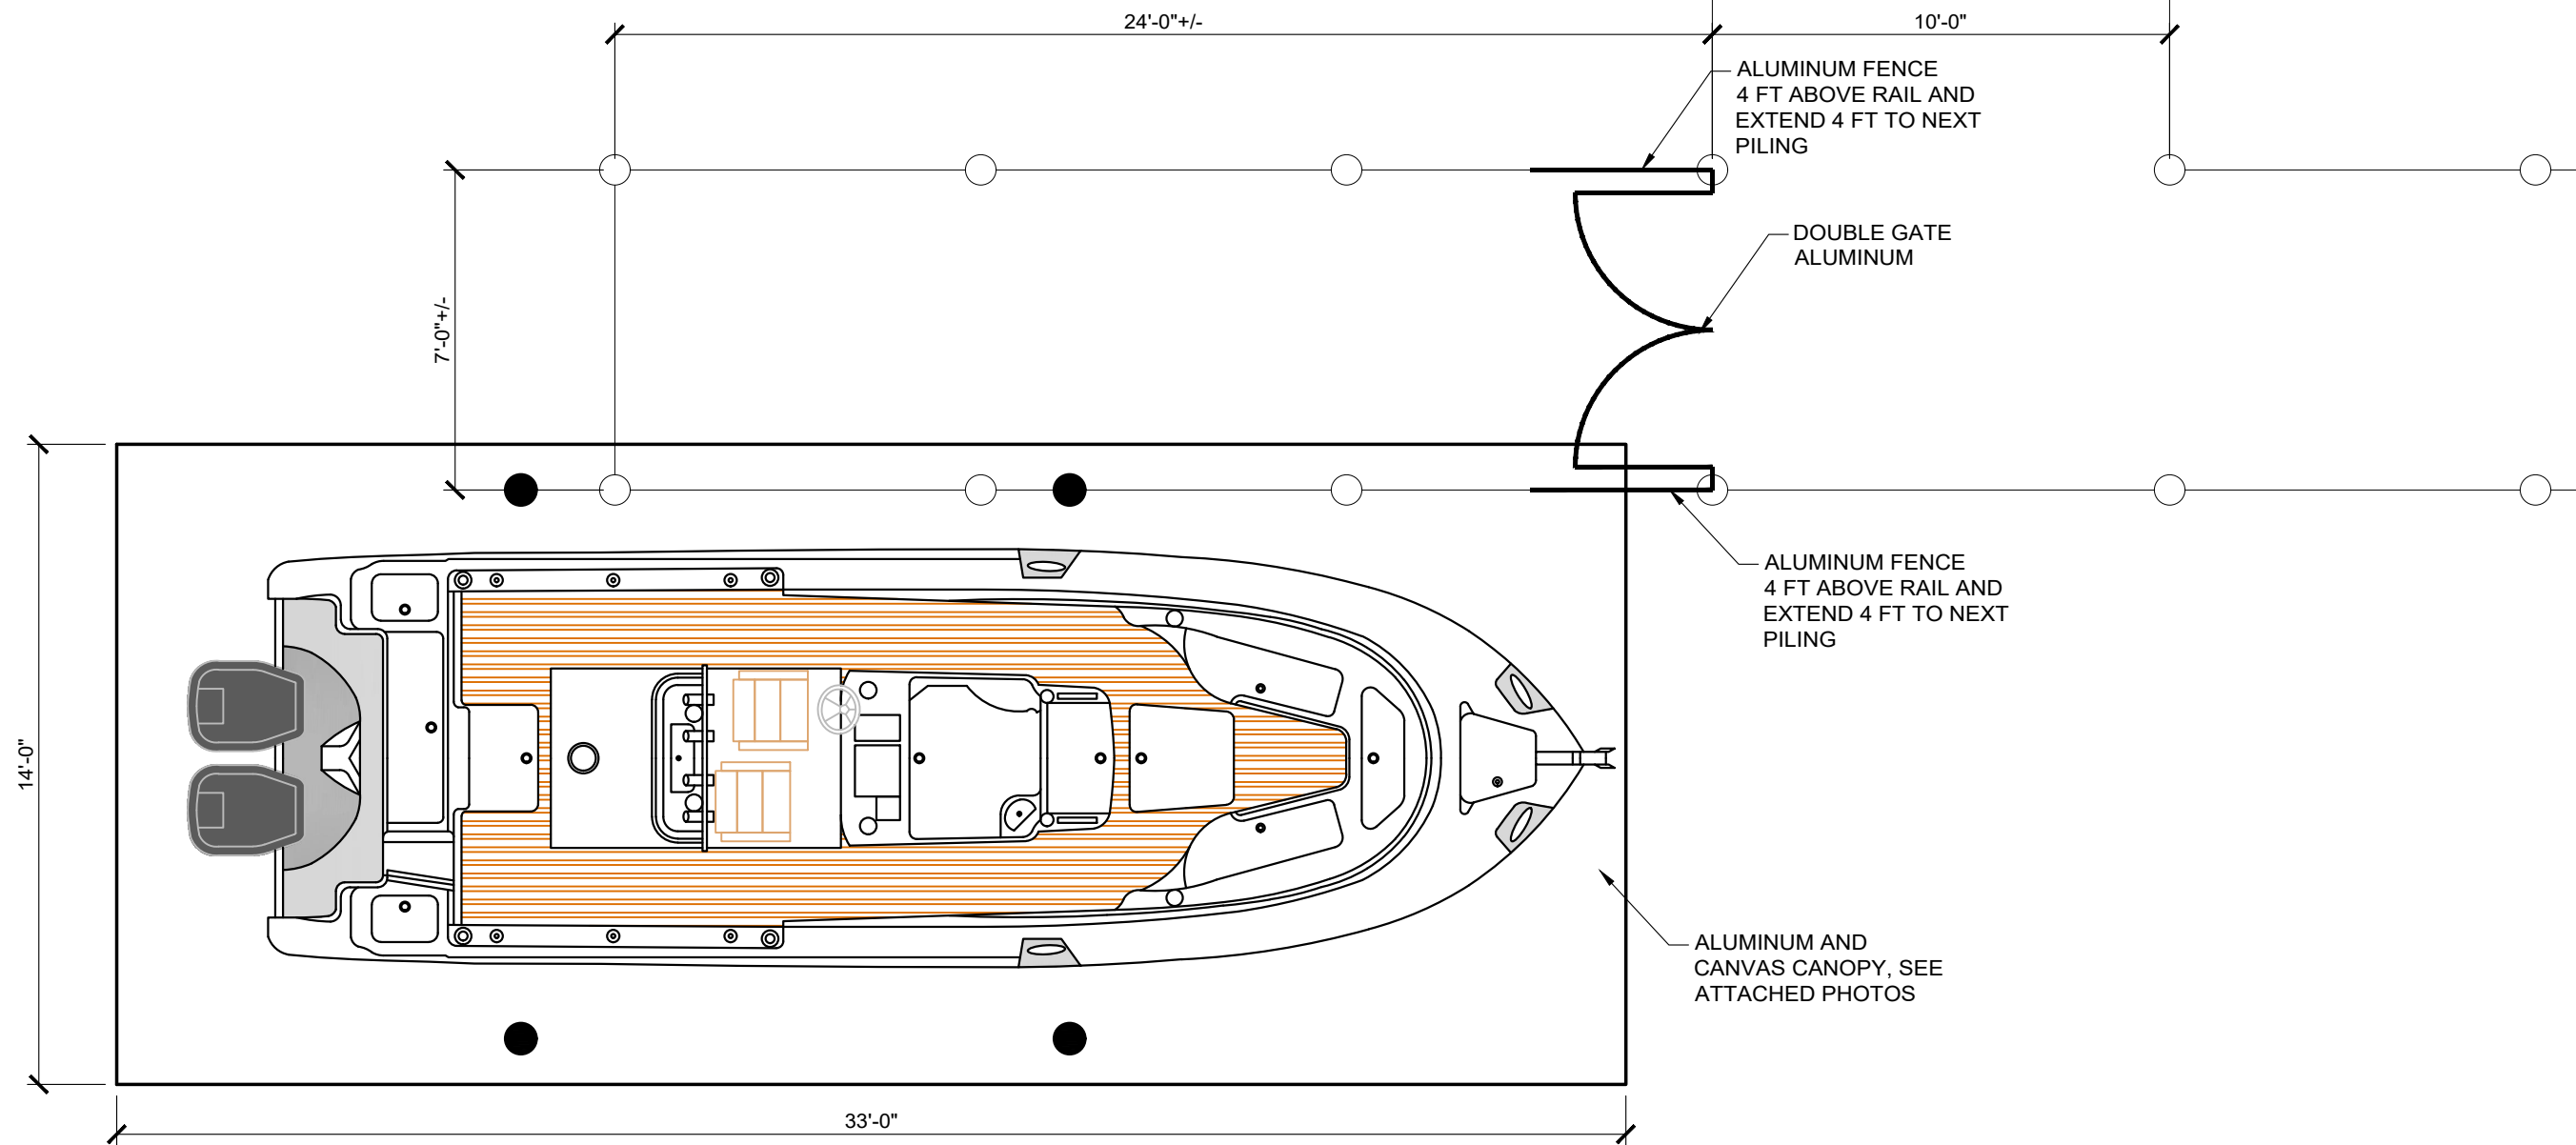 24'-0"+/-
10'-0"
ALUMINUM FENCE
4 FT ABOVE RAIL AND
EXTEND 4 FT TO NEXT
PILING
DOUBLE GATE
ALUMINUM
7'-0"+/-
ALUMINUM FENCE
4 FT ABOVE RAIL AND
EXTEND 4 FT TO NEXT
PILING
14'-0"
ALUMINUM AND
CANVAS CANOPY, SEE
ATTACHED PHOTOS
33'-0"